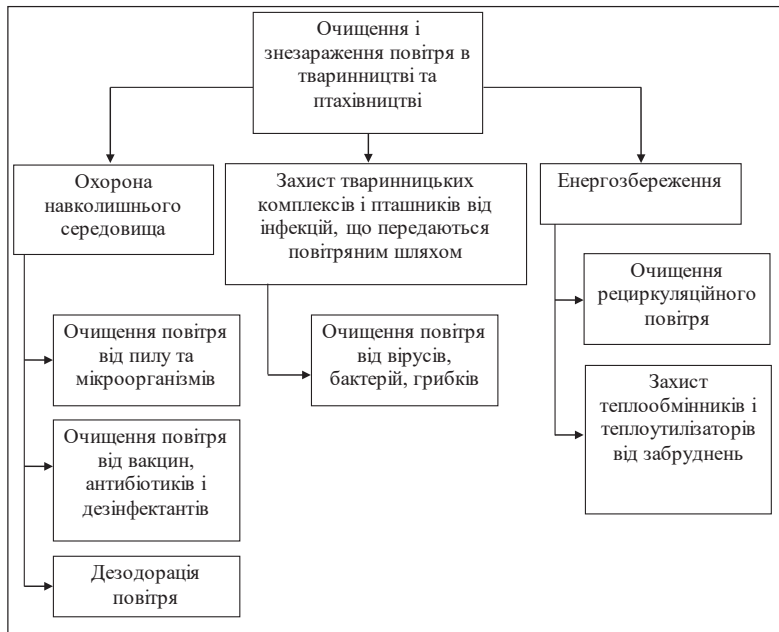 Очищення і
знезараження повітря в
тваринництві та
птахівництві
Охорона
навколишнього
середовища
Захист тваринницьких
комплексів і пташників від
інфекцій, що передаються
повітряним шляхом
Енергозбереження
Очищення повітря
від пилу та
мікроорганізмів
Очищення повітря
від вакцин,
антибіотиків і
дезінфектантів
Дезодорація
повітря
Очищення повітря
від вірусів,
бактерій, грибків
Очищення
рециркуляційного
повітря
Захист
теплообмінників і
теплоутилізаторів
від забруднень